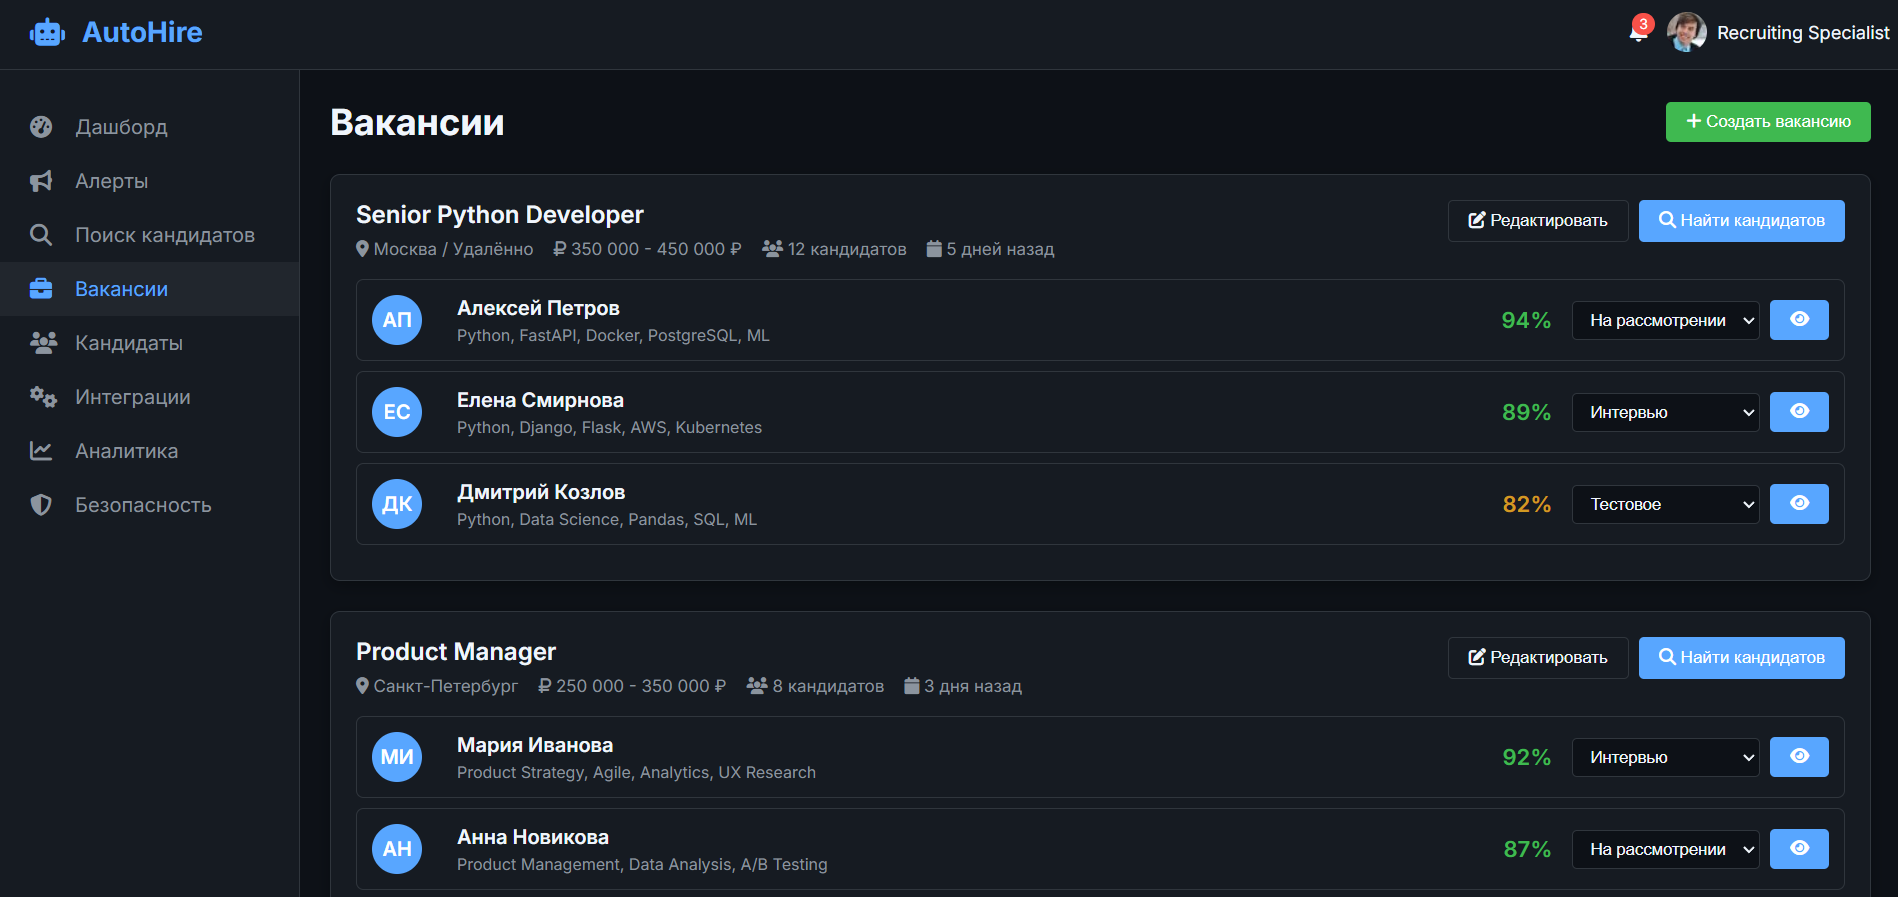 AutoHire
3
Recruiting Specialist
Дашборд
Алерты
Поиск кандидатов
Вакансии
Кандидаты
Интеграции
Аналитика
Безопасность
Вакансии
Создать вакансию
Senior Python Developer
Редактировать
Найти кандидатов
Москва / Удалённо ₽ 350 000 - 450 000 ₽ 12 кандидатов 5 дней назад
АП
Алексей Петров
Python, FastAPI, Docker, PostgreSQL, ML
94%
На рассмотрении
ЕС
Елена Смирнова
Python, Django, Flask, AWS, Kubernetes
89%
Интервью
ДК
Дмитрий Козлов
Python, Data Science, Pandas, SQL, ML
82%
Тестовое
Product Manager
Редактировать
Найти кандидатов
Санкт-Петербург ₽ 250 000 - 350 000 ₽ 8 кандидатов 3 дня назад
МИ
Мария Иванова
Product Strategy, Agile, Analytics, UX Research
92%
Интервью
АН
Анна Новикова
Product Management, Data Analysis, A/B Testing
87%
На рассмотрении